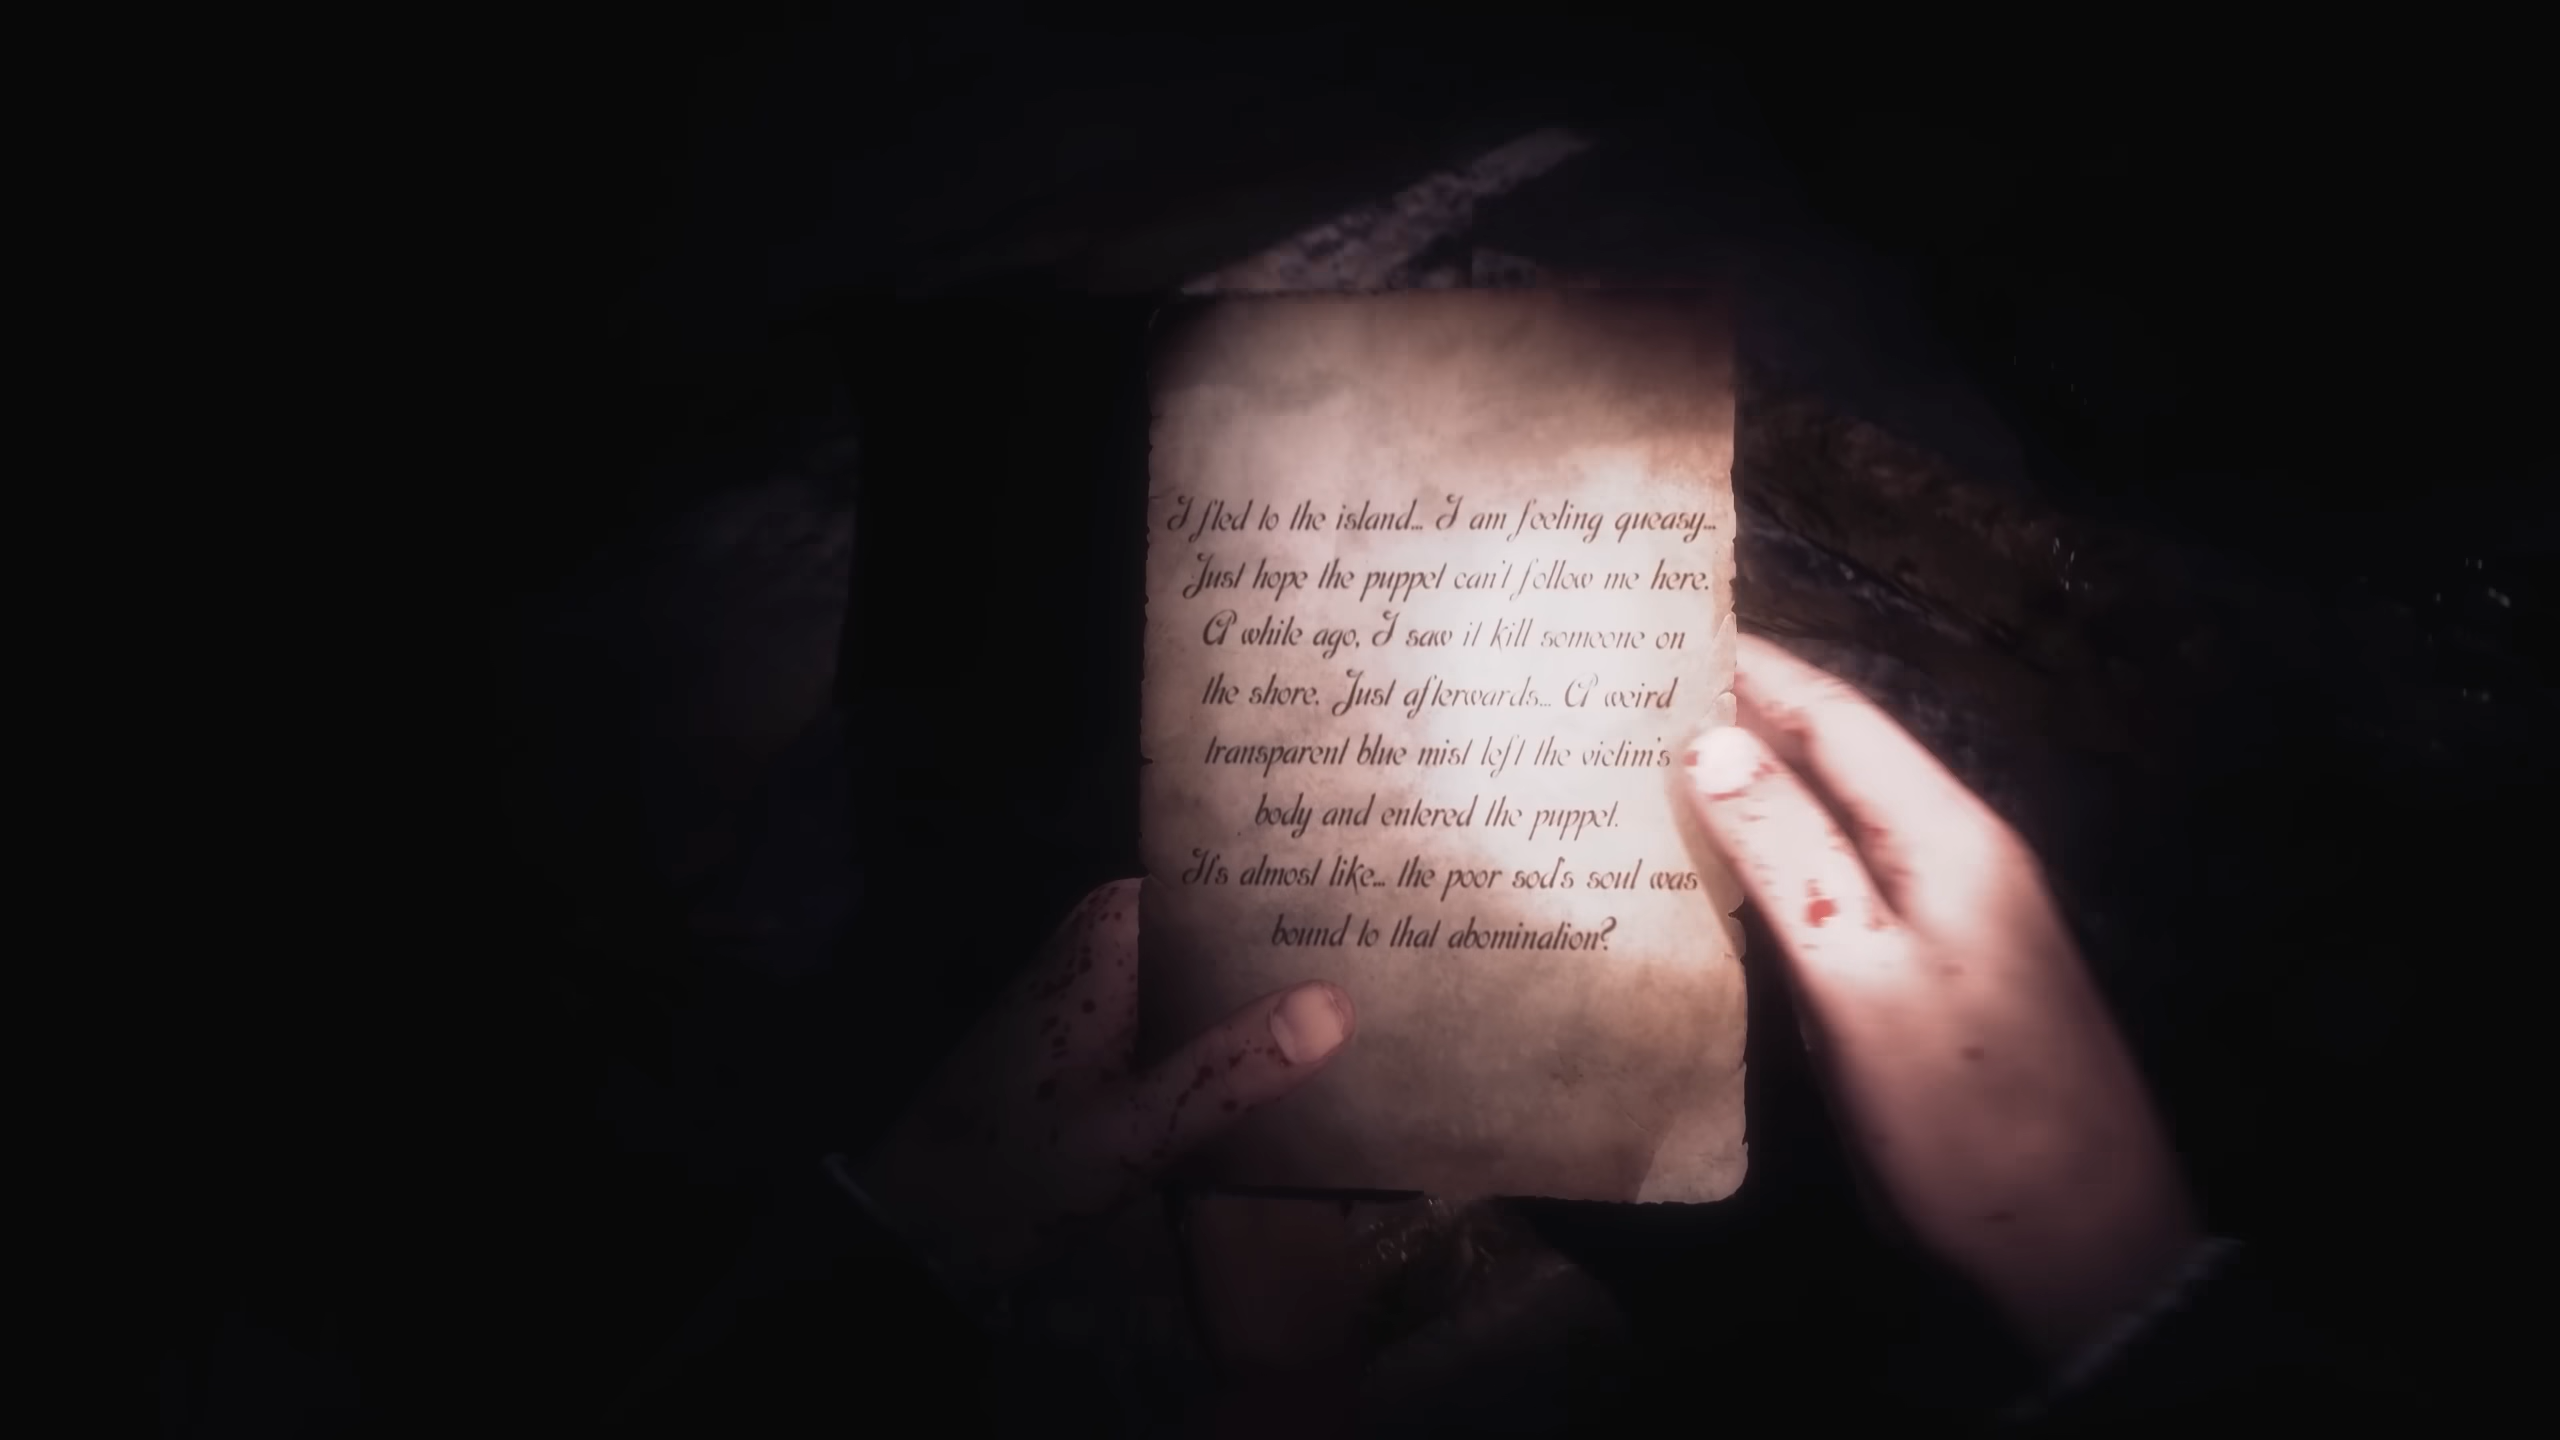 I fled to the island... I am feeling queasy...
Just hope the puppet can't follow me here.
A while ago, I saw it kill someone on
the shore. Just afterwards... A weird
transparent blue mist left the victim's
body and entered the puppet.
It's almost like... the poor sod's soul was
bound to that abomination?